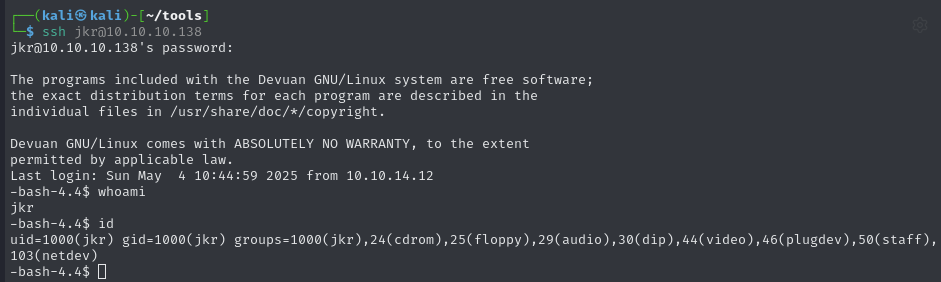 ┌──(kali㉿kali)-[~/tools]
└─$ ssh jkr@10.10.10.138
jkr@10.10.10.138's password:
The programs included with the Devuan GNU/Linux system are free software;
the exact distribution terms for each program are described in the
individual files in /usr/share/doc/*/copyright.
Devuan GNU/Linux comes with ABSOLUTELY NO WARRANTY, to the extent
permitted by applicable law.
Last login: Sun May  4 10:44:59 2025 from 10.10.14.12
-bash-4.4$ whoami
jkr
-bash-4.4$ id
uid=1000(jkr) gid=1000(jkr) groups=1000(jkr),24(cdrom),25(floppy),29(audio),30(dip),44(video),46(plugdev),50(staff),
103(netdev)
-bash-4.4$